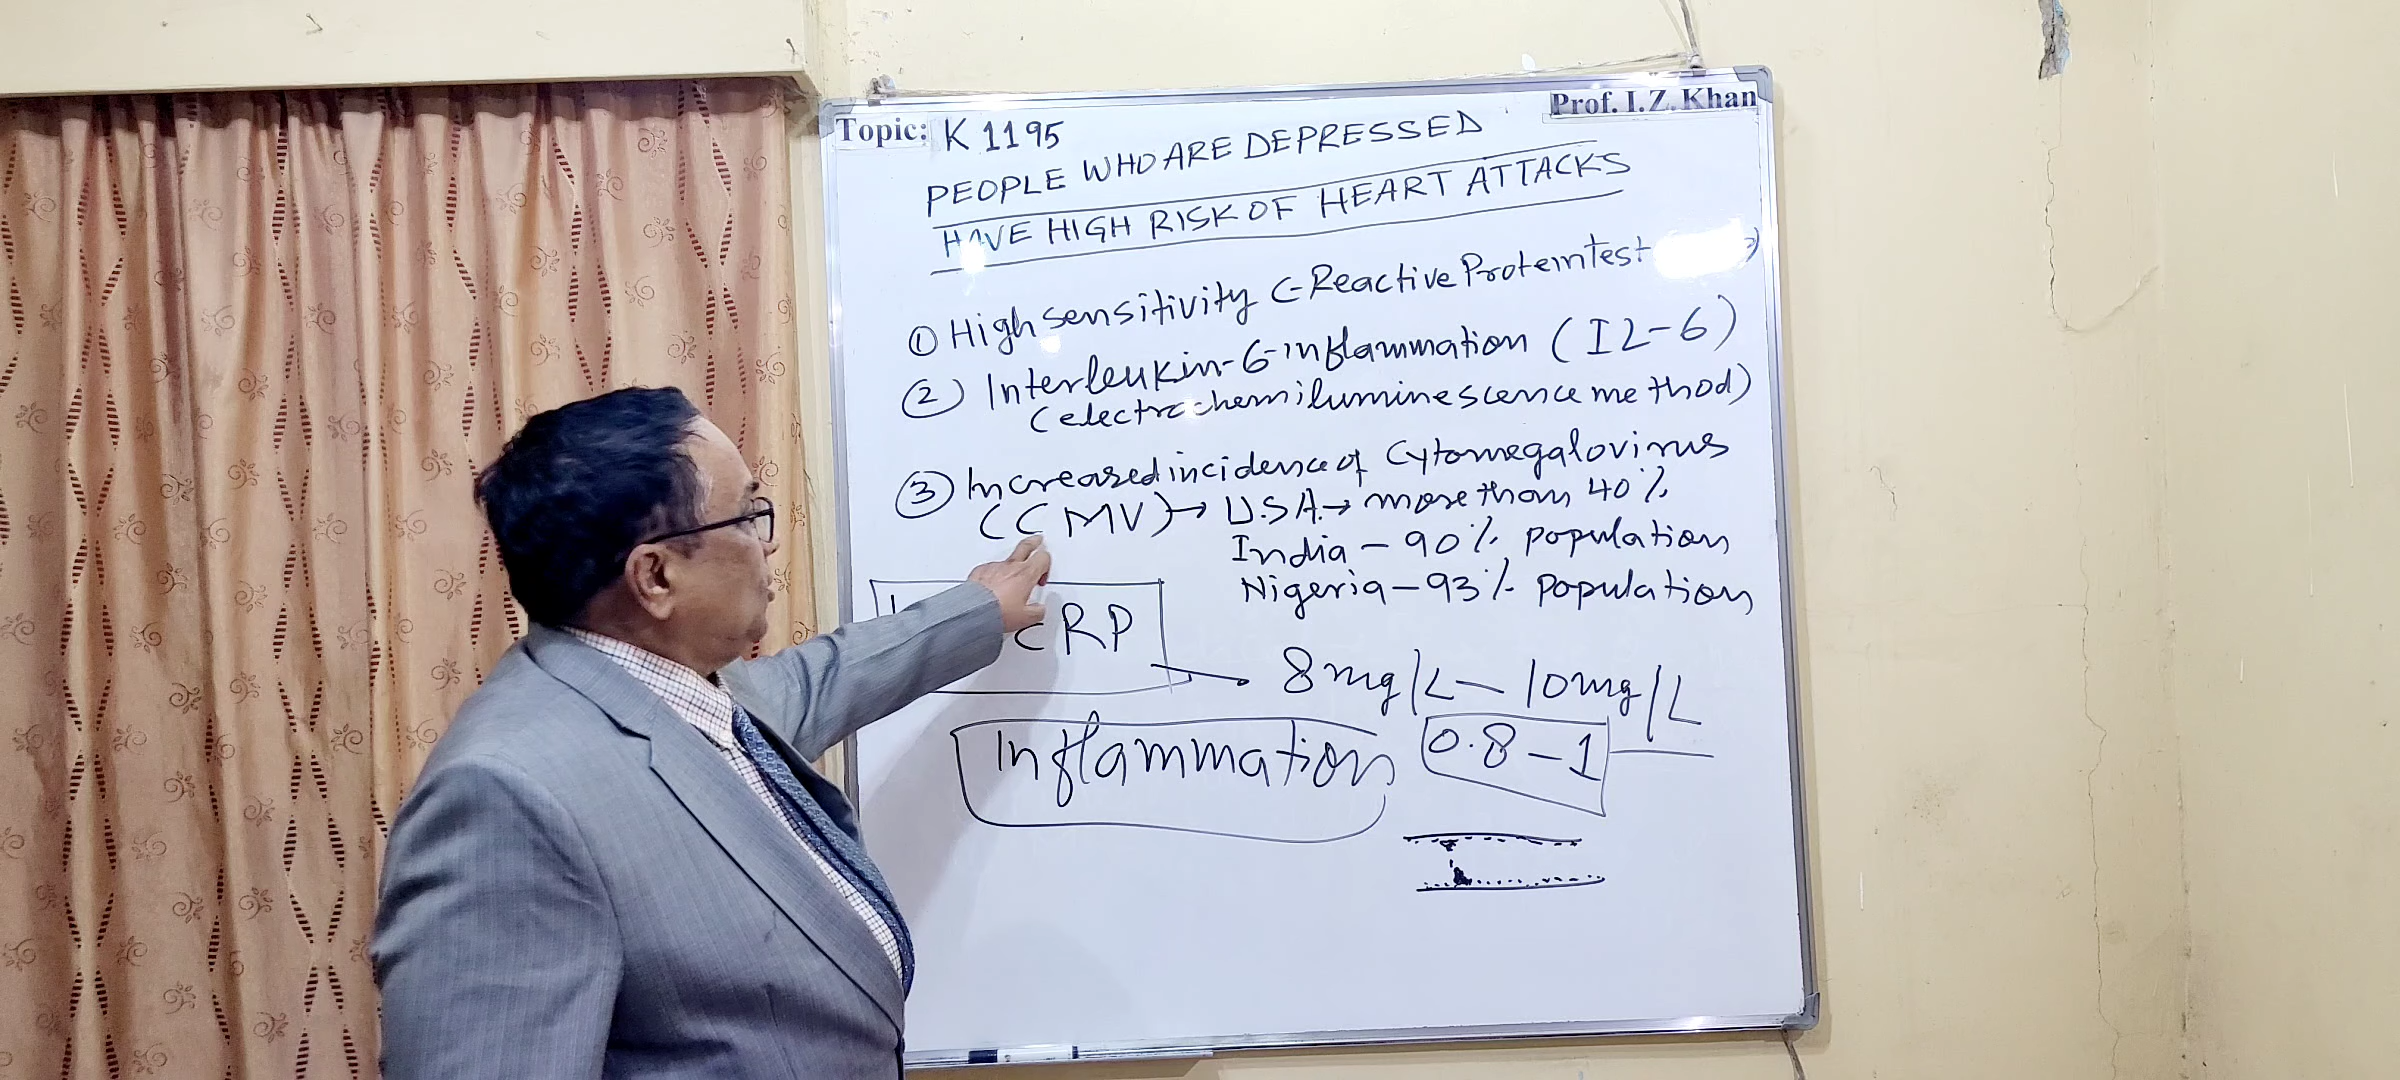 Prof. I.Z. Khan
Topic: K 1195
PEOPLE WHO ARE DEPRESSED
HAVE HIGH RISK OF HEART ATTACKS
① High sensitivity C-Reactive Protein test
② Interleukin-6-inflammation (IL-6)
(electrochemiluminescence method)
③ Increased incidence of Cytomegalovirus
(CMV) → U.S.A. → more than 40%
India - 90% population
Nigeria - 93% population
CRP
8mg/L - 10mg/L
Inflammation
0.8 - 1